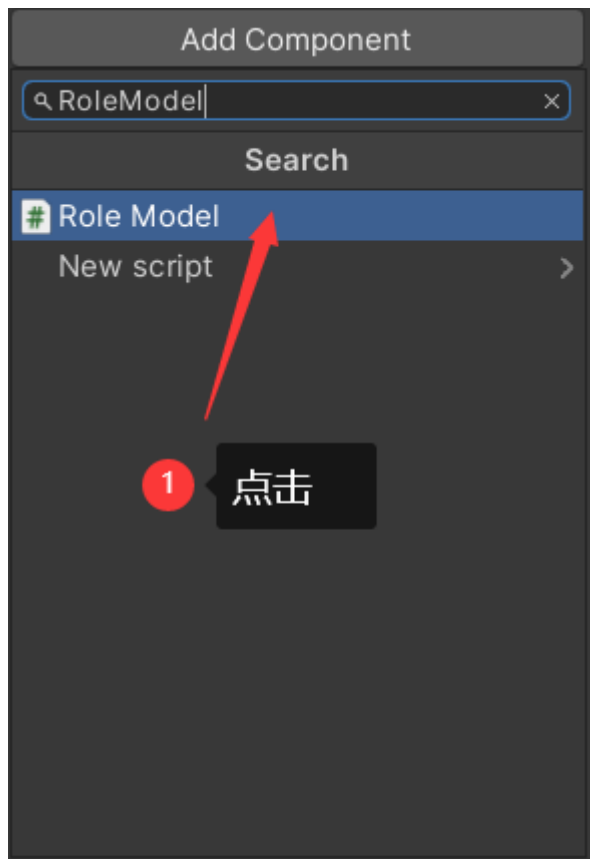 Add Component
RoleModel
Search
# Role Model
New script
1 点击